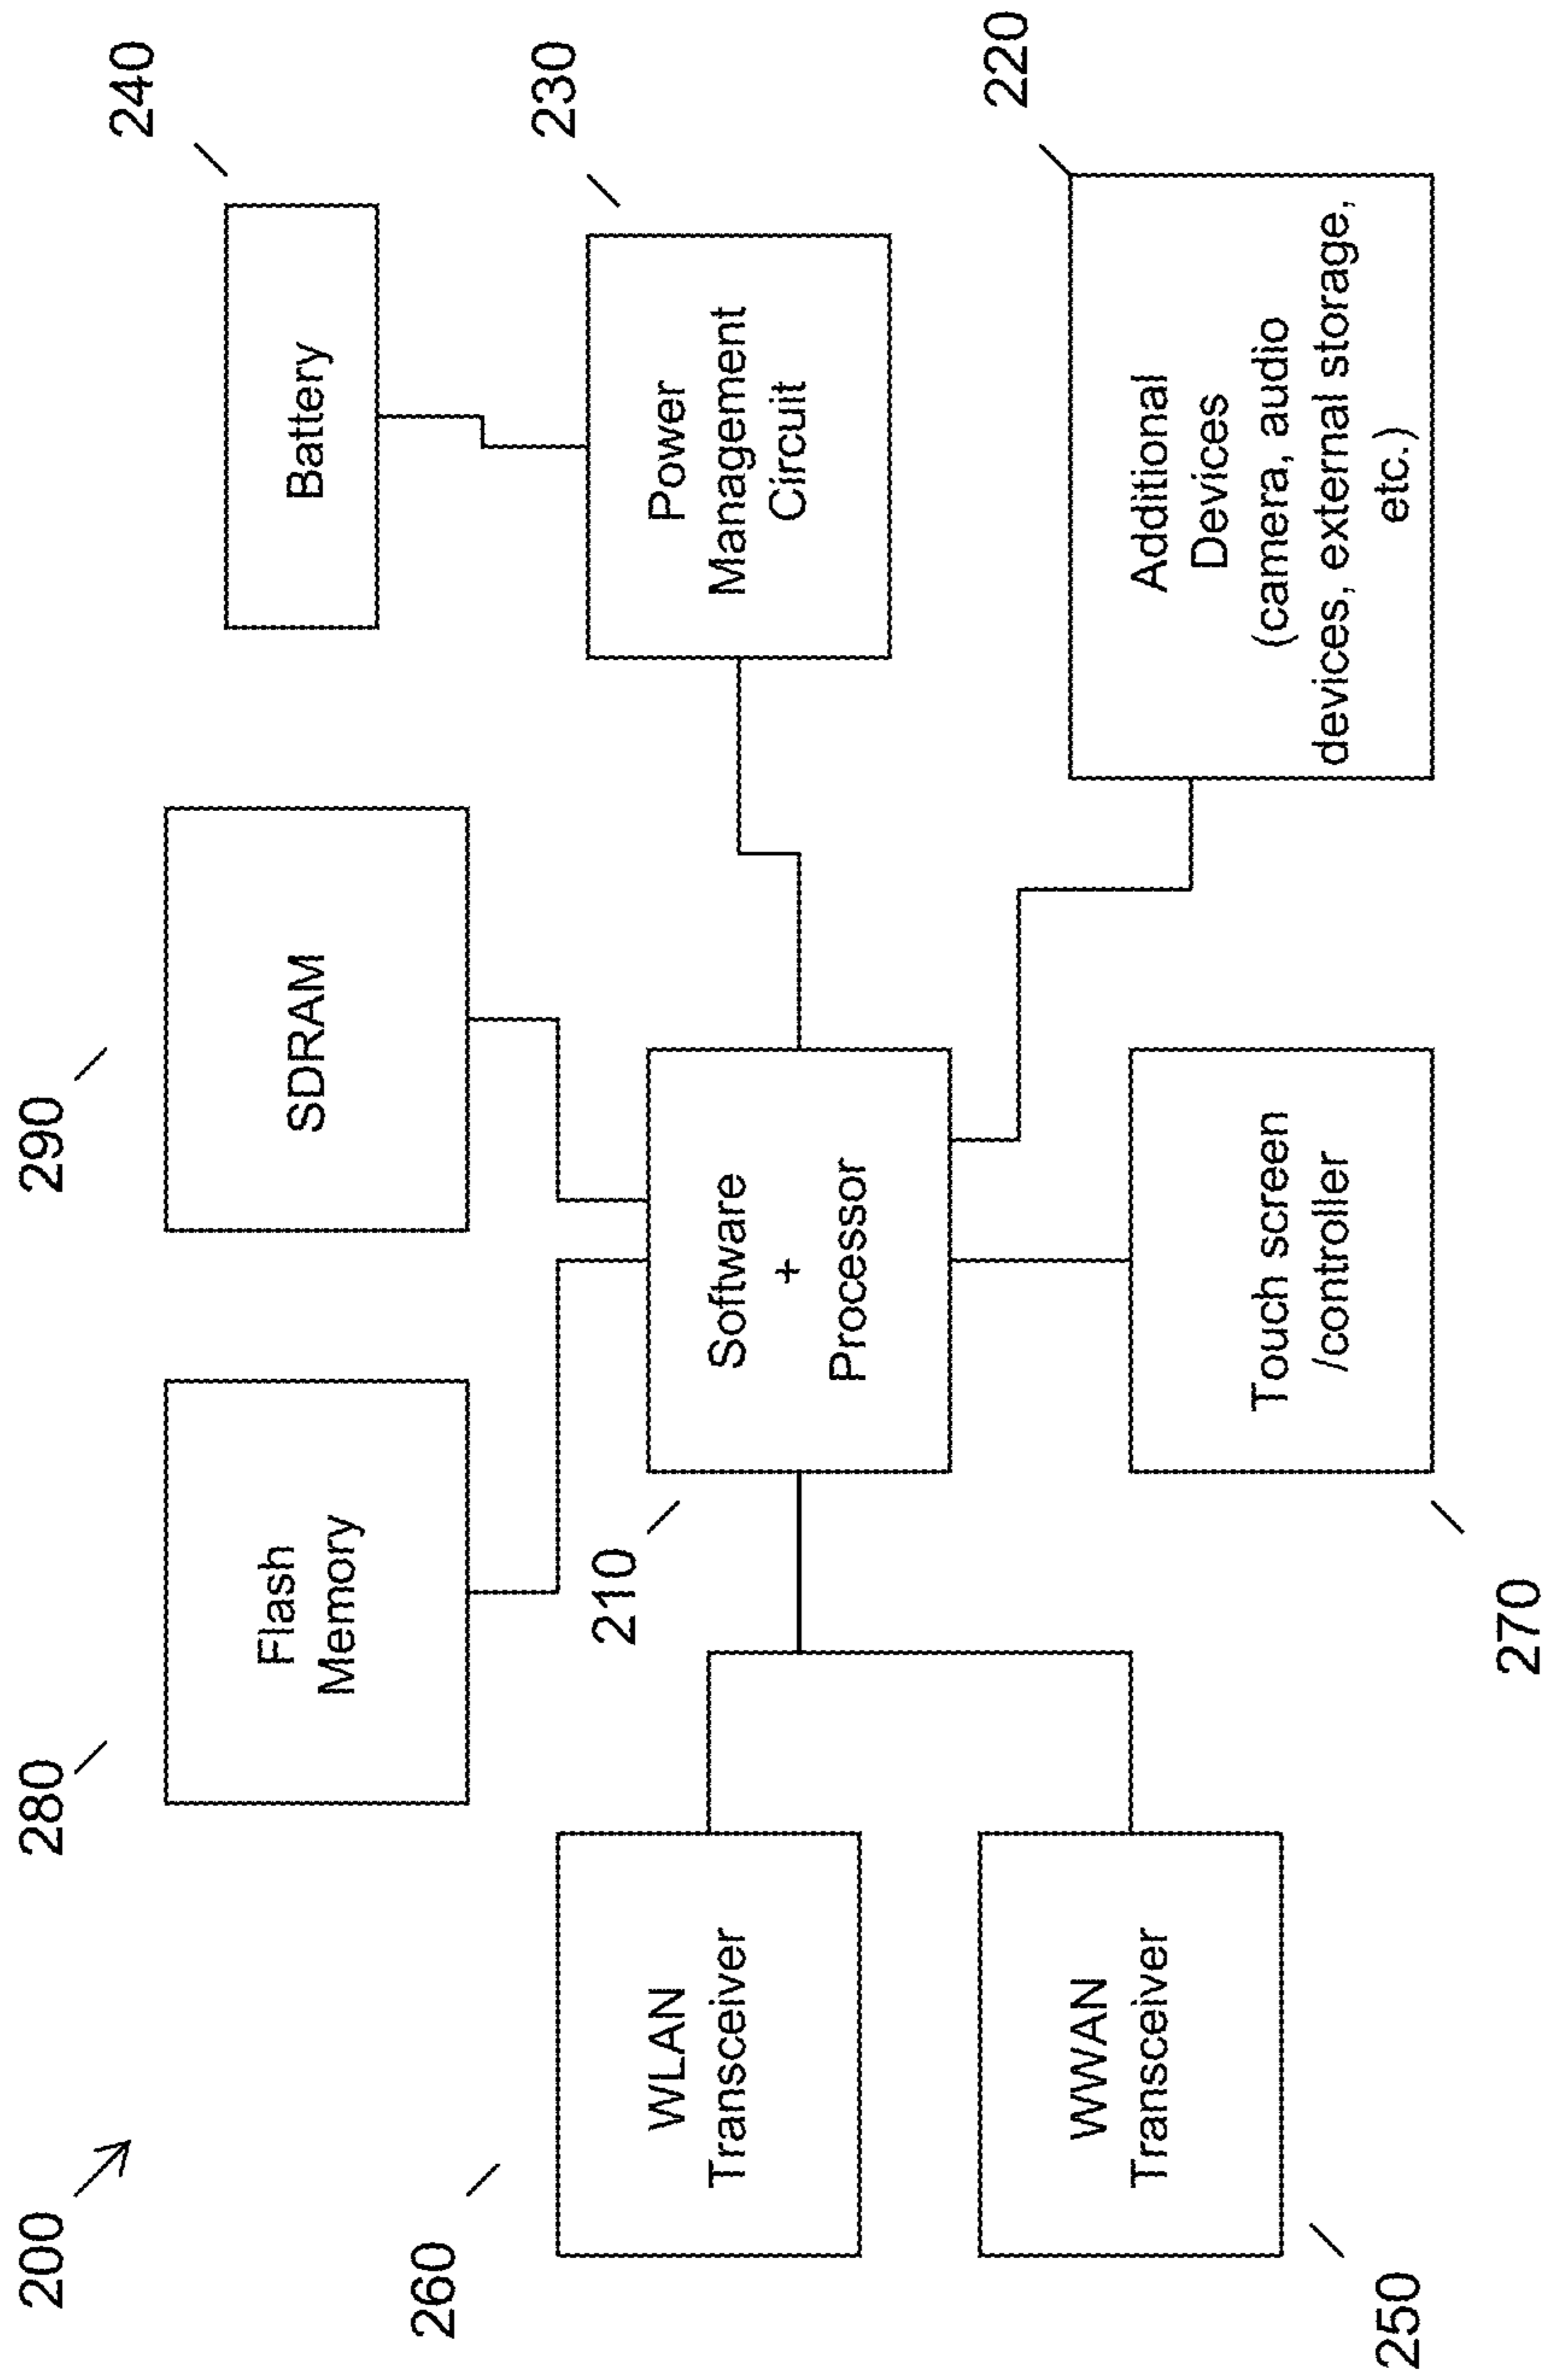 200
280
290
240
Flash
Memory
SDRAM
Battery
260
210
230
WLAN
Transceiver
Software
+
Processor
Power
Management
Circuit
220
WWAN
Transceiver
Touch screen
/controller
Additional
Devices
(camera, audio
devices, external storage,
etc.)
250
270